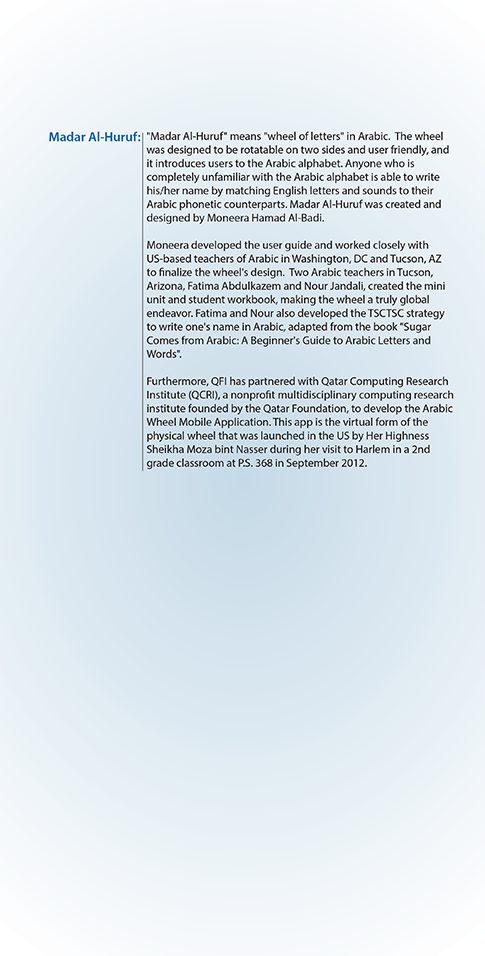 Madar Al-Huruf: "Madar Al-Huruf" means "wheel of letters" in Arabic.  The wheel
was designed to be rotatable on two sides and user friendly, and
it introduces users to the Arabic alphabet. Anyone who is
completely unfamiliar with the Arabic alphabet is able to write
his/her name by matching English letters and sounds to their
Arabic phonetic counterparts. Madar Al-Huruf was created and
designed by Moneera Hamad Al-Badi.
Moneera developed the user guide and worked closely with
US-based teachers of Arabic in Washington, DC and Tucson, AZ
to finalize the wheel's design.  Two Arabic teachers in Tucson,
Arizona, Fatima Abdulkazem and Nour Jandali, created the mini
unit and student workbook, making the wheel a truly global
endeavor. Fatima and Nour also developed the TSCTSC strategy
to write one's name in Arabic, adapted from the book "Sugar
Comes from Arabic: A Beginner's Guide to Arabic Letters and
Words".
Furthermore, QFI has partnered with Qatar Computing Research
Institute (QCRI), a nonprofit multidisciplinary computing research
institute founded by the Qatar Foundation, to develop the Arabic
Wheel Mobile Application. This app is the virtual form of the
physical wheel that was launched in the US by Her Highness
Sheikha Moza bint Nasser during her visit to Harlem in a 2nd
grade classroom at P.S. 368 in September 2012.